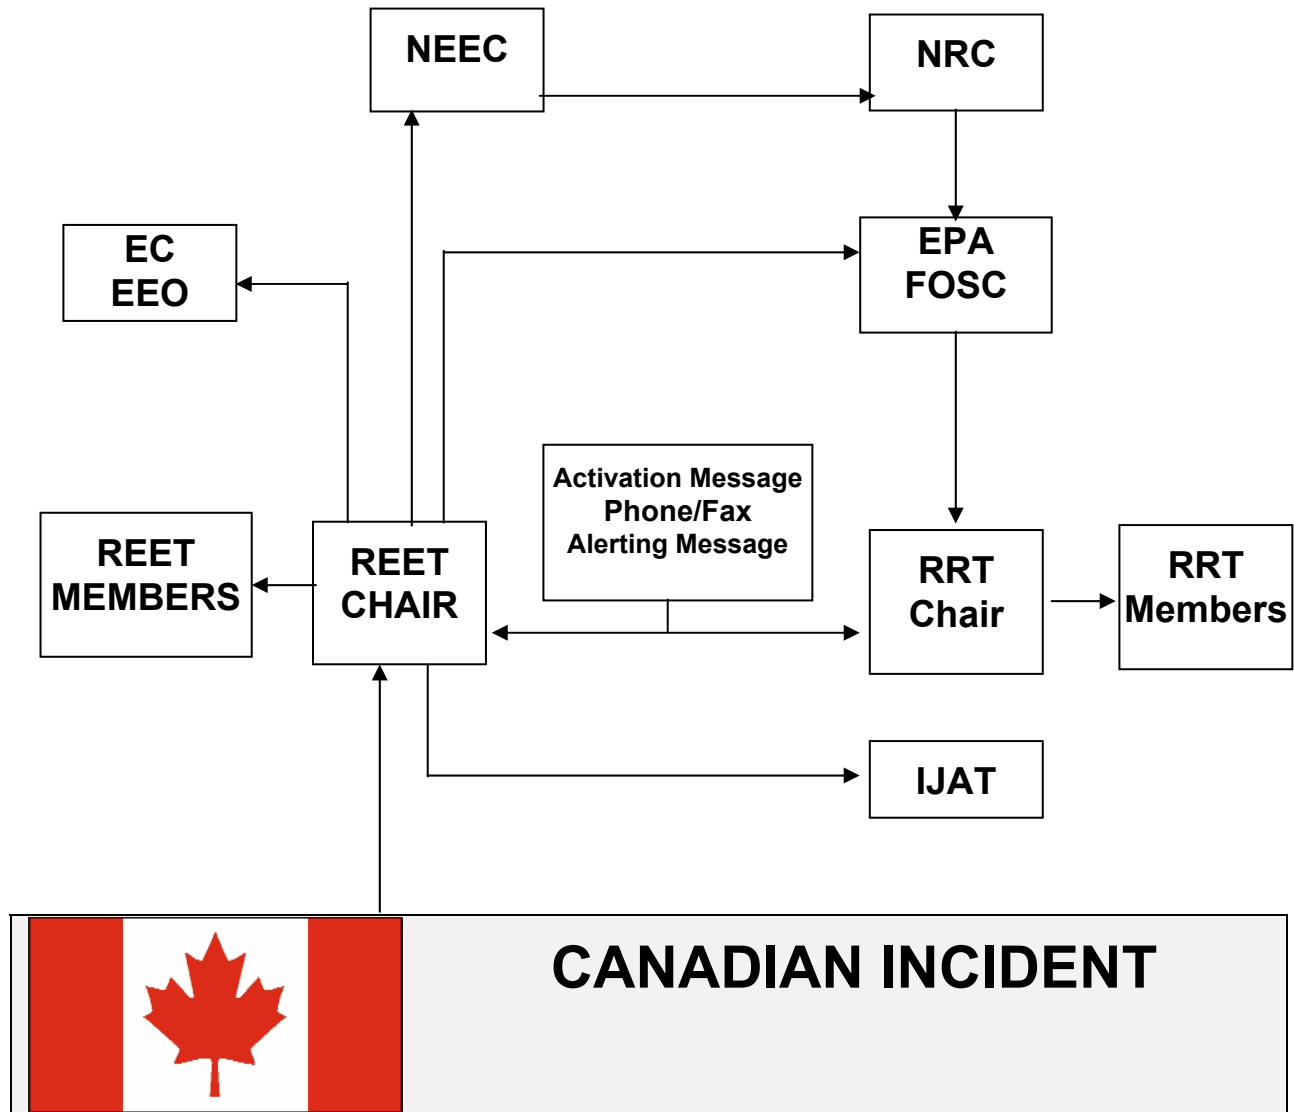 NEEC
NRC
EC
EEO
EPA
FOSC
Activation Message
Phone/Fax
Alerting Message
REET
MEMBERS
REET
CHAIR
RRT
Chair
RRT
Members
IJAT
CANADIAN INCIDENT